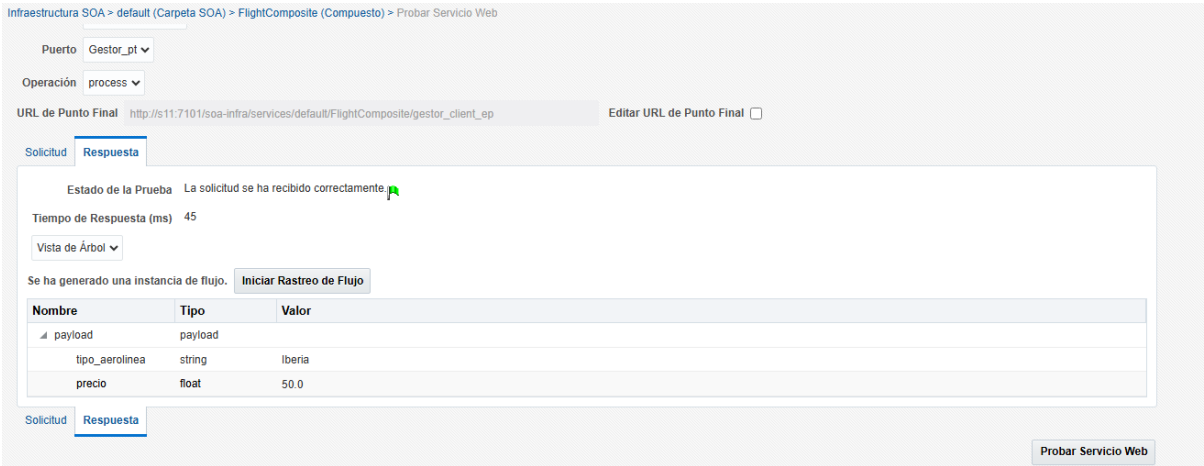 Infraestructura SOA > default (Carpeta SOA) > FlightComposite (Compuesto) > Probar Servicio Web
Puerto Gestor_pt
Operación process
URL de Punto Final http://s11:7101/soa-infra/services/default/FlightComposite/gestor_client_ep Editar URL de Punto Final
Solicitud Respuesta
Estado de la Prueba La solicitud se ha recibido correctamente.
Tiempo de Respuesta (ms) 45
Vista de Árbol
Se ha generado una instancia de flujo. Iniciar Rastreo de Flujo
Nombre Tipo Valor
payload payload
tipo_aerolinea string Iberia
precio float 50.0
Solicitud Respuesta
Probar Servicio Web